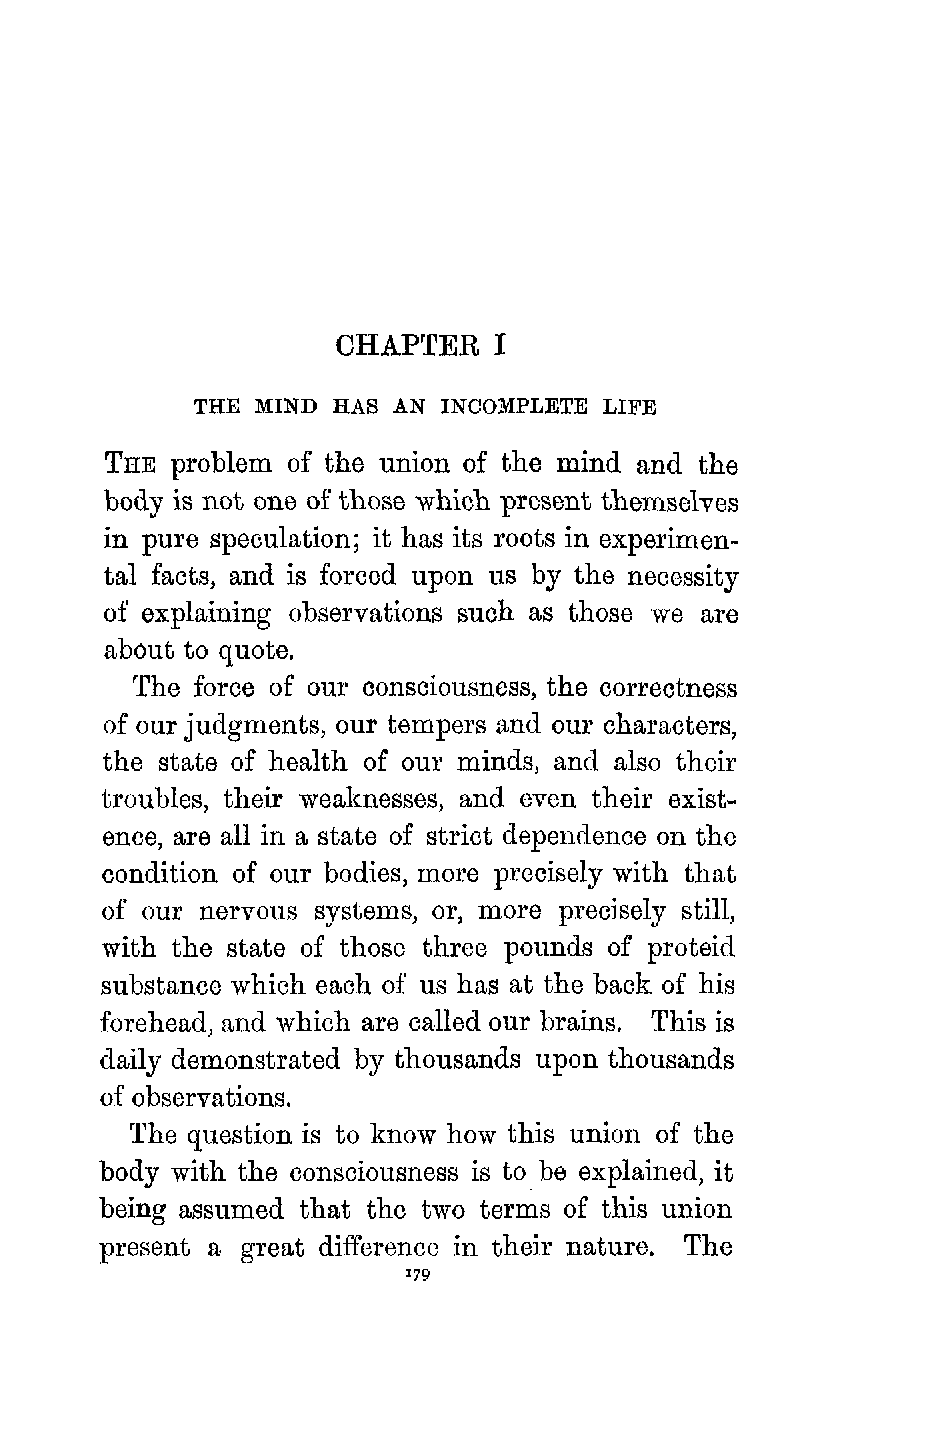 CHAPTER I
THE MIND HAS AN INCOMPLETE LIFE
THE problem of the union of the mind and the
body is not one of those which present themselves
in pure speculation; it has its roots in experimen-
tal facts, and is forced upon us by the necessity
of explaining observations such as those we are
about to quote.
The force of our consciousness, the correctness
of our judgments, our tempers and our characters,
the state of health of our minds, and also their
troubles, their weaknesses, and even their exist-
ence, are all in a state of strict dependence on the
condition of our bodies, more precisely with that
of our nervous systems, or, more precisely still,
with the state of those three pounds of proteid
substance which each of us has at the back of his
forehead, and which are called our brains. This is
daily demonstrated by thousands upon thousands
of observations.
The question is to know how this union of the
body with the consciousness is to be explained, it
being assumed that the two terms of this union
present a great difference in their nature. The
179